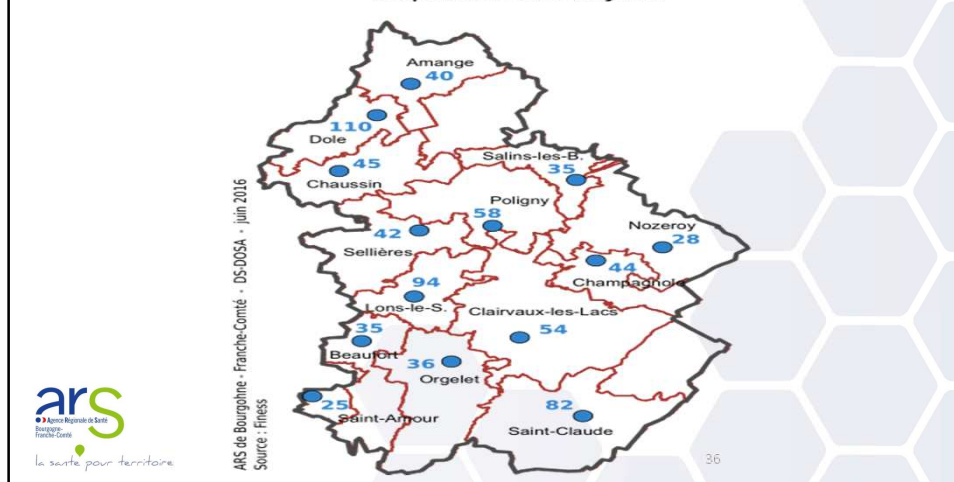 Amange
40
110
Dole
45
Chaussin
Salins-les-B.
35
Poligny
58
42
Sellières
Nozeroy
28
44
Champagnole
94
Lons-le-S.
Clairvaux-les-Lacs
54
35
Beaufort
36
Orgelet
25
Saint-Amour
82
Saint-Claude
ARS de Bourgohne - Franche-Comté - DS-DOSA - juin 2016
Source : Finess
ars
Agence Régionale de Santé
Bourgogne-
Franche-Comté
la santé pour territoire
36